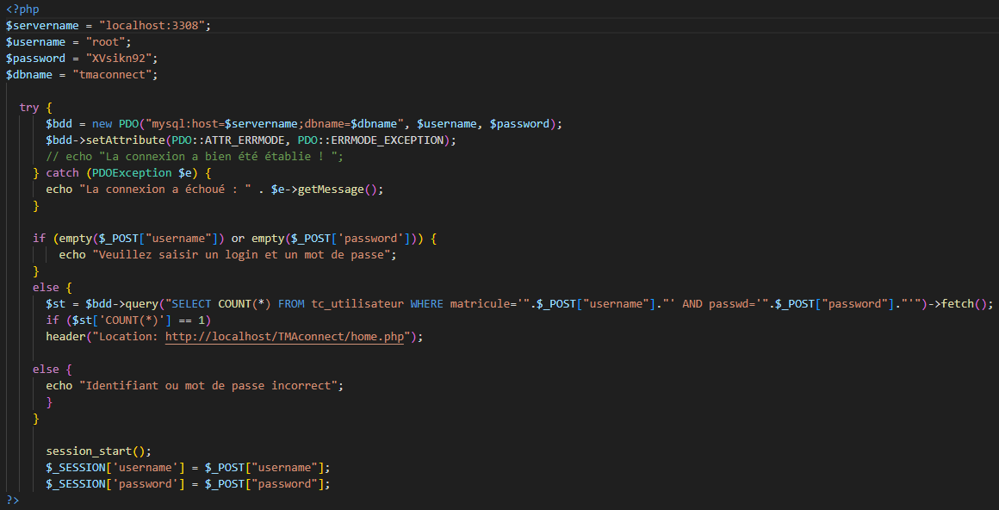 <?php
$servername = "localhost:3308";
$username = "root";
$password = "XVsikn92";
$dbname = "tmaconnect";
try {
$bdd = new PDO("mysql:host=$servername;dbname=$dbname", $username, $password);
$bdd->setAttribute(PDO::ATTR_ERRMODE, PDO::ERRMODE_EXCEPTION);
// echo "La connexion a bien été établie ! ";
} catch (PDOException $e) {
echo "La connexion a échoué : " . $e->getMessage();
}
if (empty($_POST["username"]) or empty($_POST['password'])) {
echo "Veuillez saisir un login et un mot de passe";
}
else {
$st = $bdd->query("SELECT COUNT(*) FROM tc_utilisateur WHERE matricule='".$_POST["username"]."' AND passwd='".$_POST["password"]."'")->fetch();
if ($st['COUNT(*)'] == 1)
header("Location: http://localhost/TMAconnect/home.php");
else {
echo "Identifiant ou mot de passe incorrect";
}
}
session_start();
$_SESSION['username'] = $_POST["username"];
$_SESSION['password'] = $_POST["password"];
?>